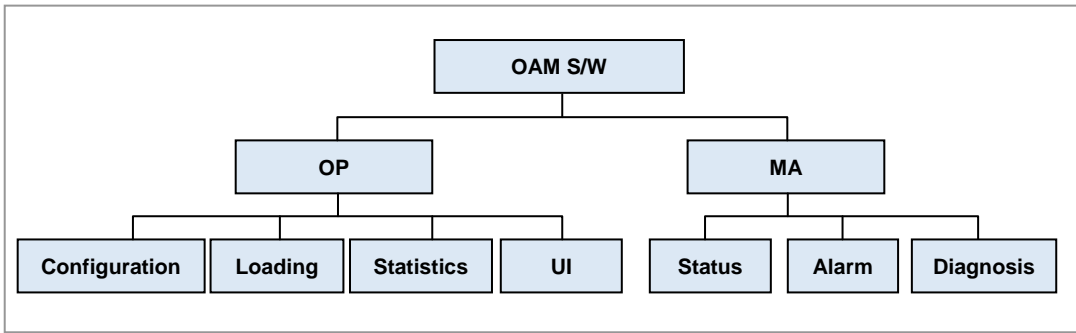 OAM S/W
OP
MA
Configuration
Loading
Statistics
UI
Status
Alarm
Diagnosis